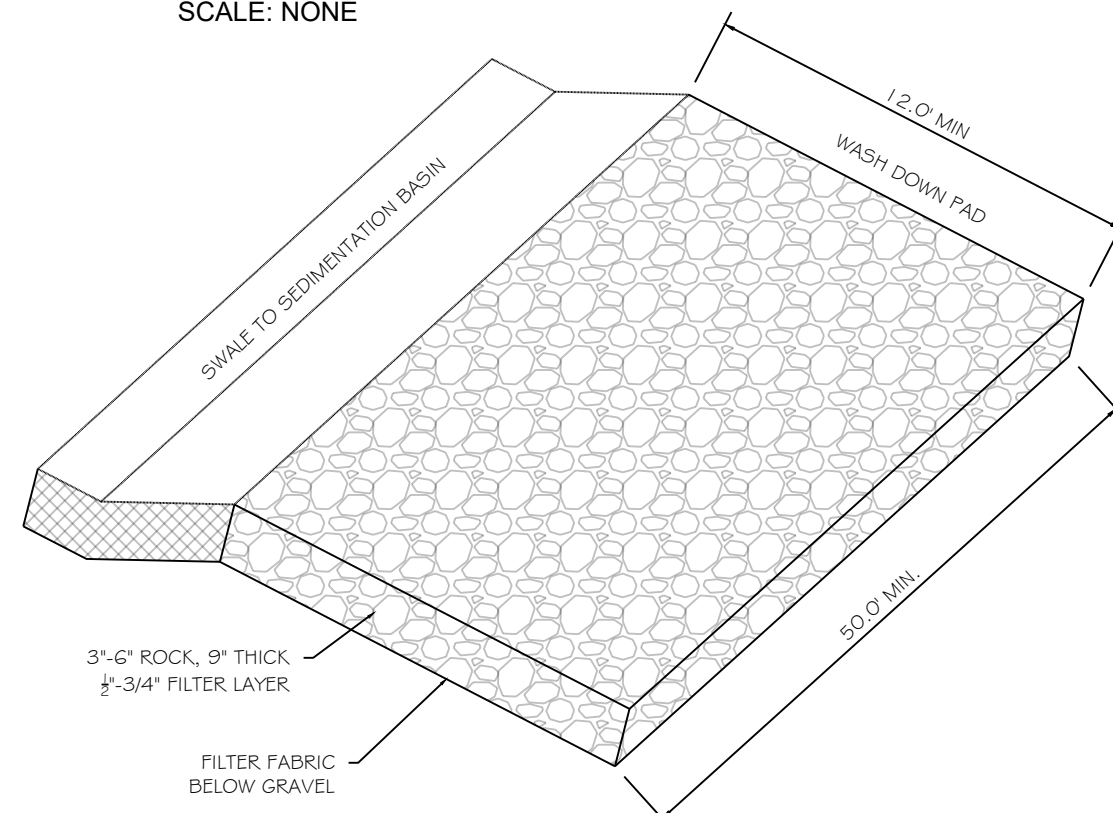 SCALE: NONE
12.0' MIN
WASH DOWN PAD
SWALE TO SEDIMENTATION BASIN
50.0' MIN.
3"-6" ROCK, 9" THICK
½"-3/4" FILTER LAYER
FILTER FABRIC
BELOW GRAVEL